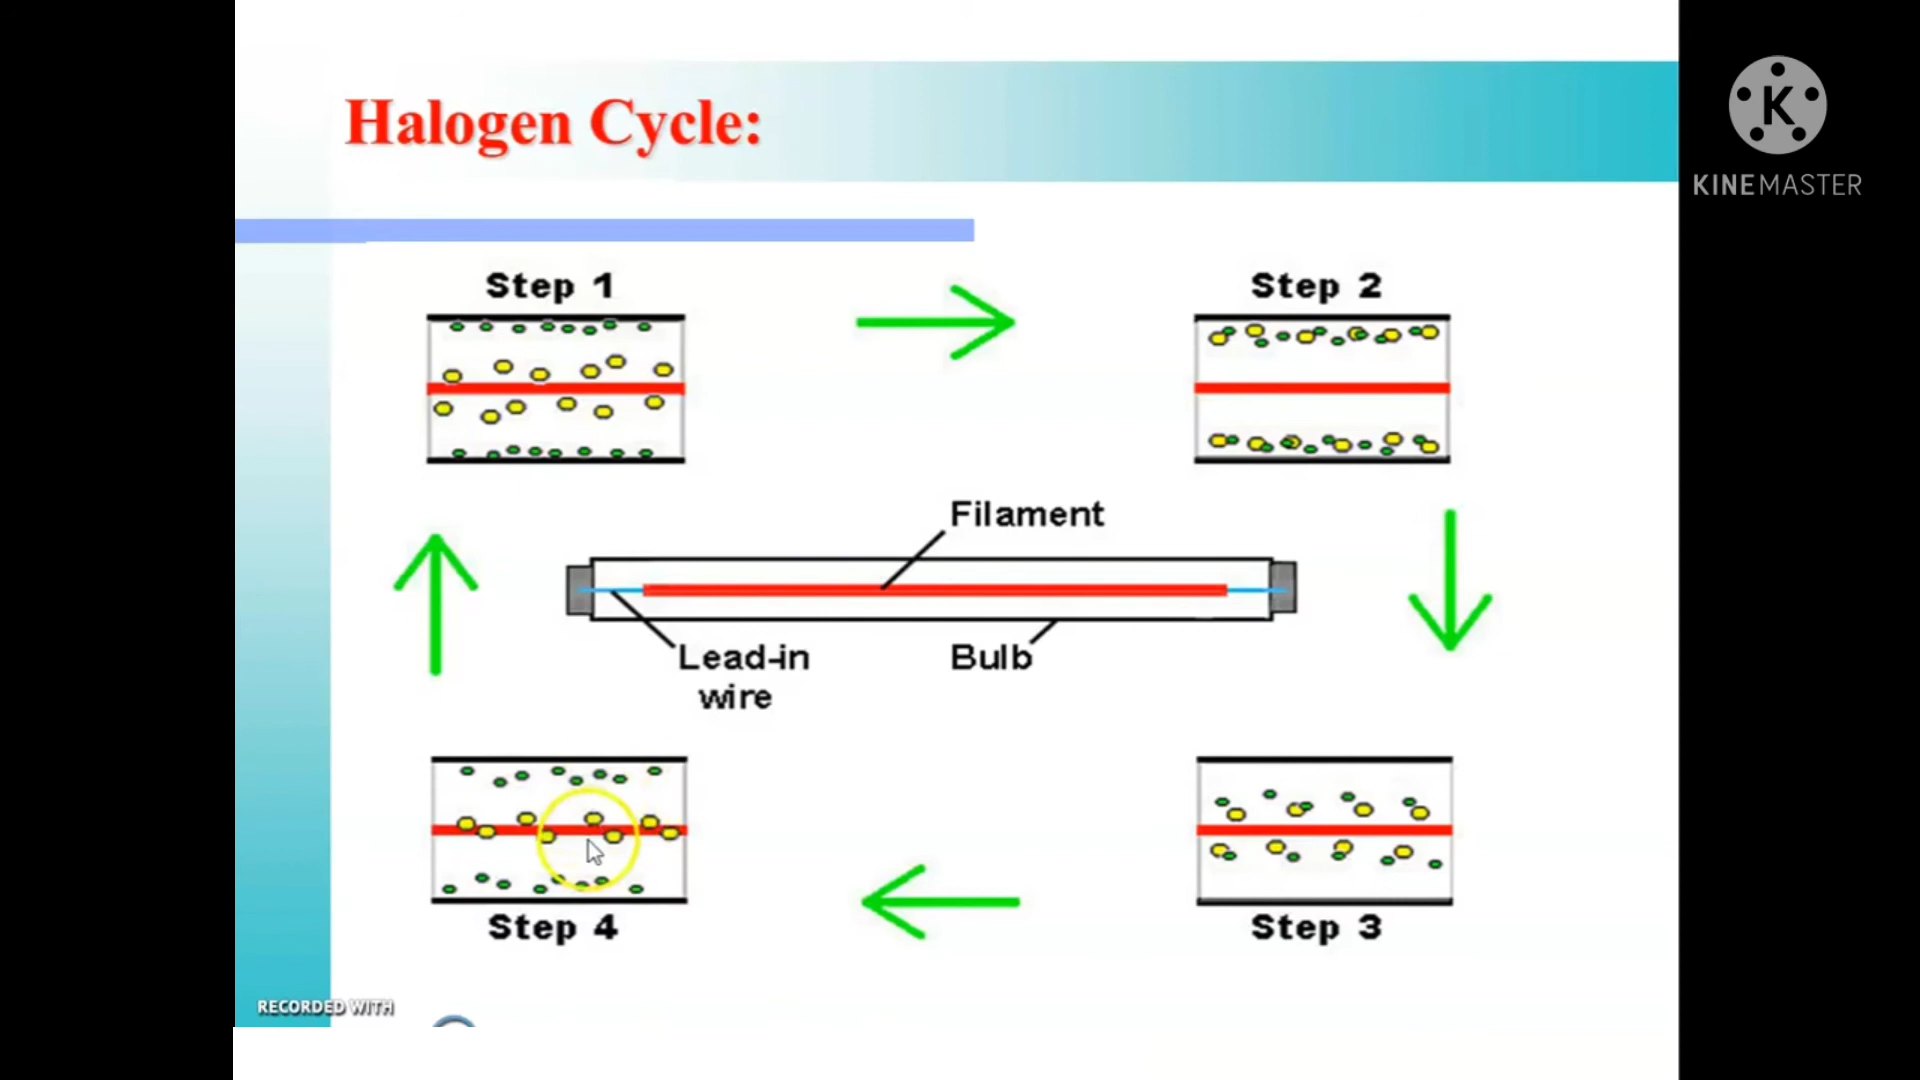 Halogen Cycle:
K
KINEMASTER
Step 1
Step 2
Filament
Lead-in
wire
Bulb
Step 4
Step 3
RECORDED WITH